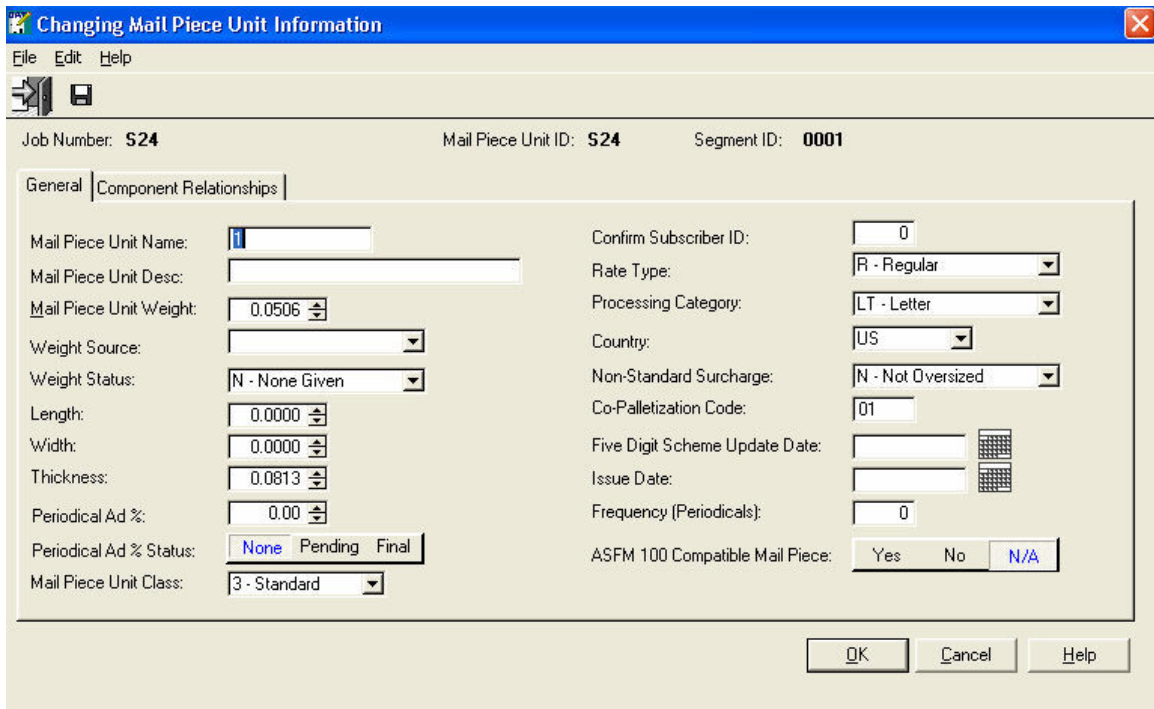 Changing Mail Piece Unit Information
File Edit Help
Job Number: S24 Mail Piece Unit ID: S24 Segment ID: 0001
General Component Relationships
Mail Piece Unit Name: 1
Mail Piece Unit Desc:
Mail Piece Unit Weight: 0.0506
Weight Source:
Weight Status: N - None Given
Length: 0.0000
Width: 0.0000
Thickness: 0.0813
Periodical Ad %: 0.00
Periodical Ad % Status: None Pending Final
Mail Piece Unit Class: 3 - Standard
Confirm Subscriber ID: 0
Rate Type: R - Regular
Processing Category: LT - Letter
Country: US
Non-Standard Surcharge: N - Not Oversized
Co-Palletization Code: 01
Five Digit Scheme Update Date:
Issue Date:
Frequency (Periodicals): 0
ASFM 100 Compatible Mail Piece: Yes No N/A
OK Cancel Help